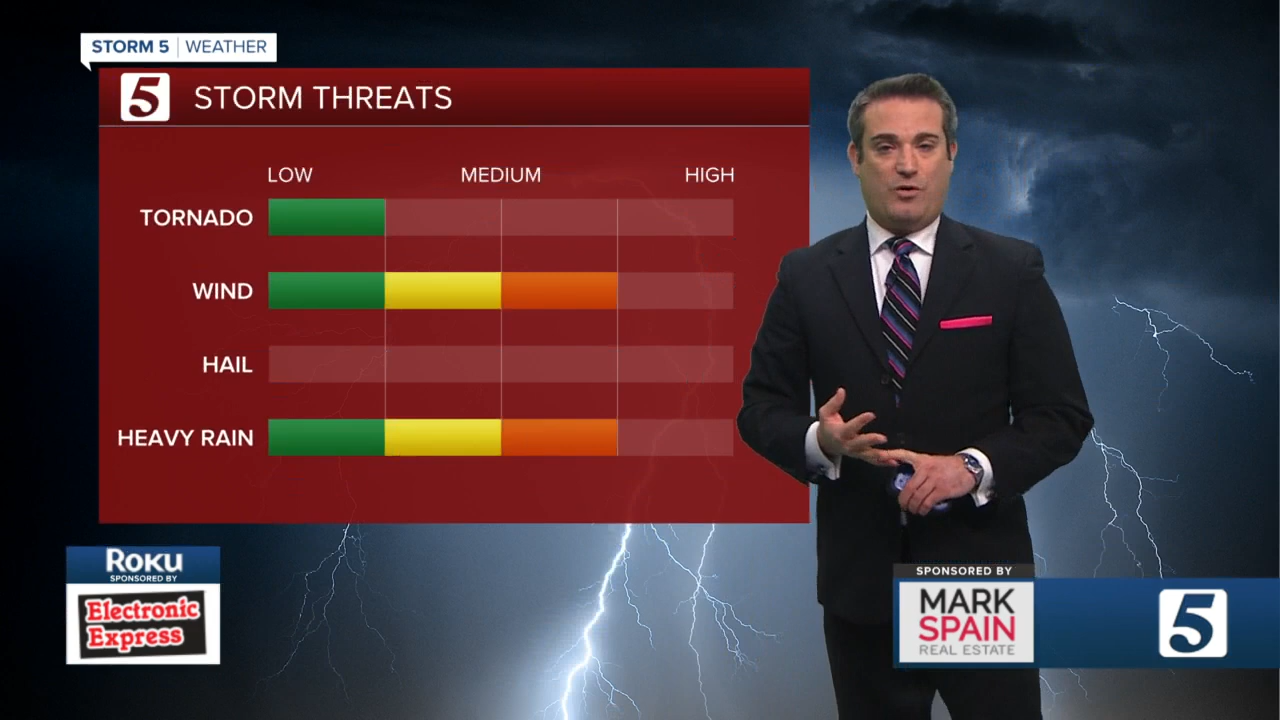 STORM 5 | WEATHER
5 STORM THREATS
LOW MEDIUM HIGH
TORNADO
WIND
HAIL
HEAVY RAIN
ROKU
SPONSORED BY
Electronic
Express
SPONSORED BY
MARK
SPAIN
REAL ESTATE
5